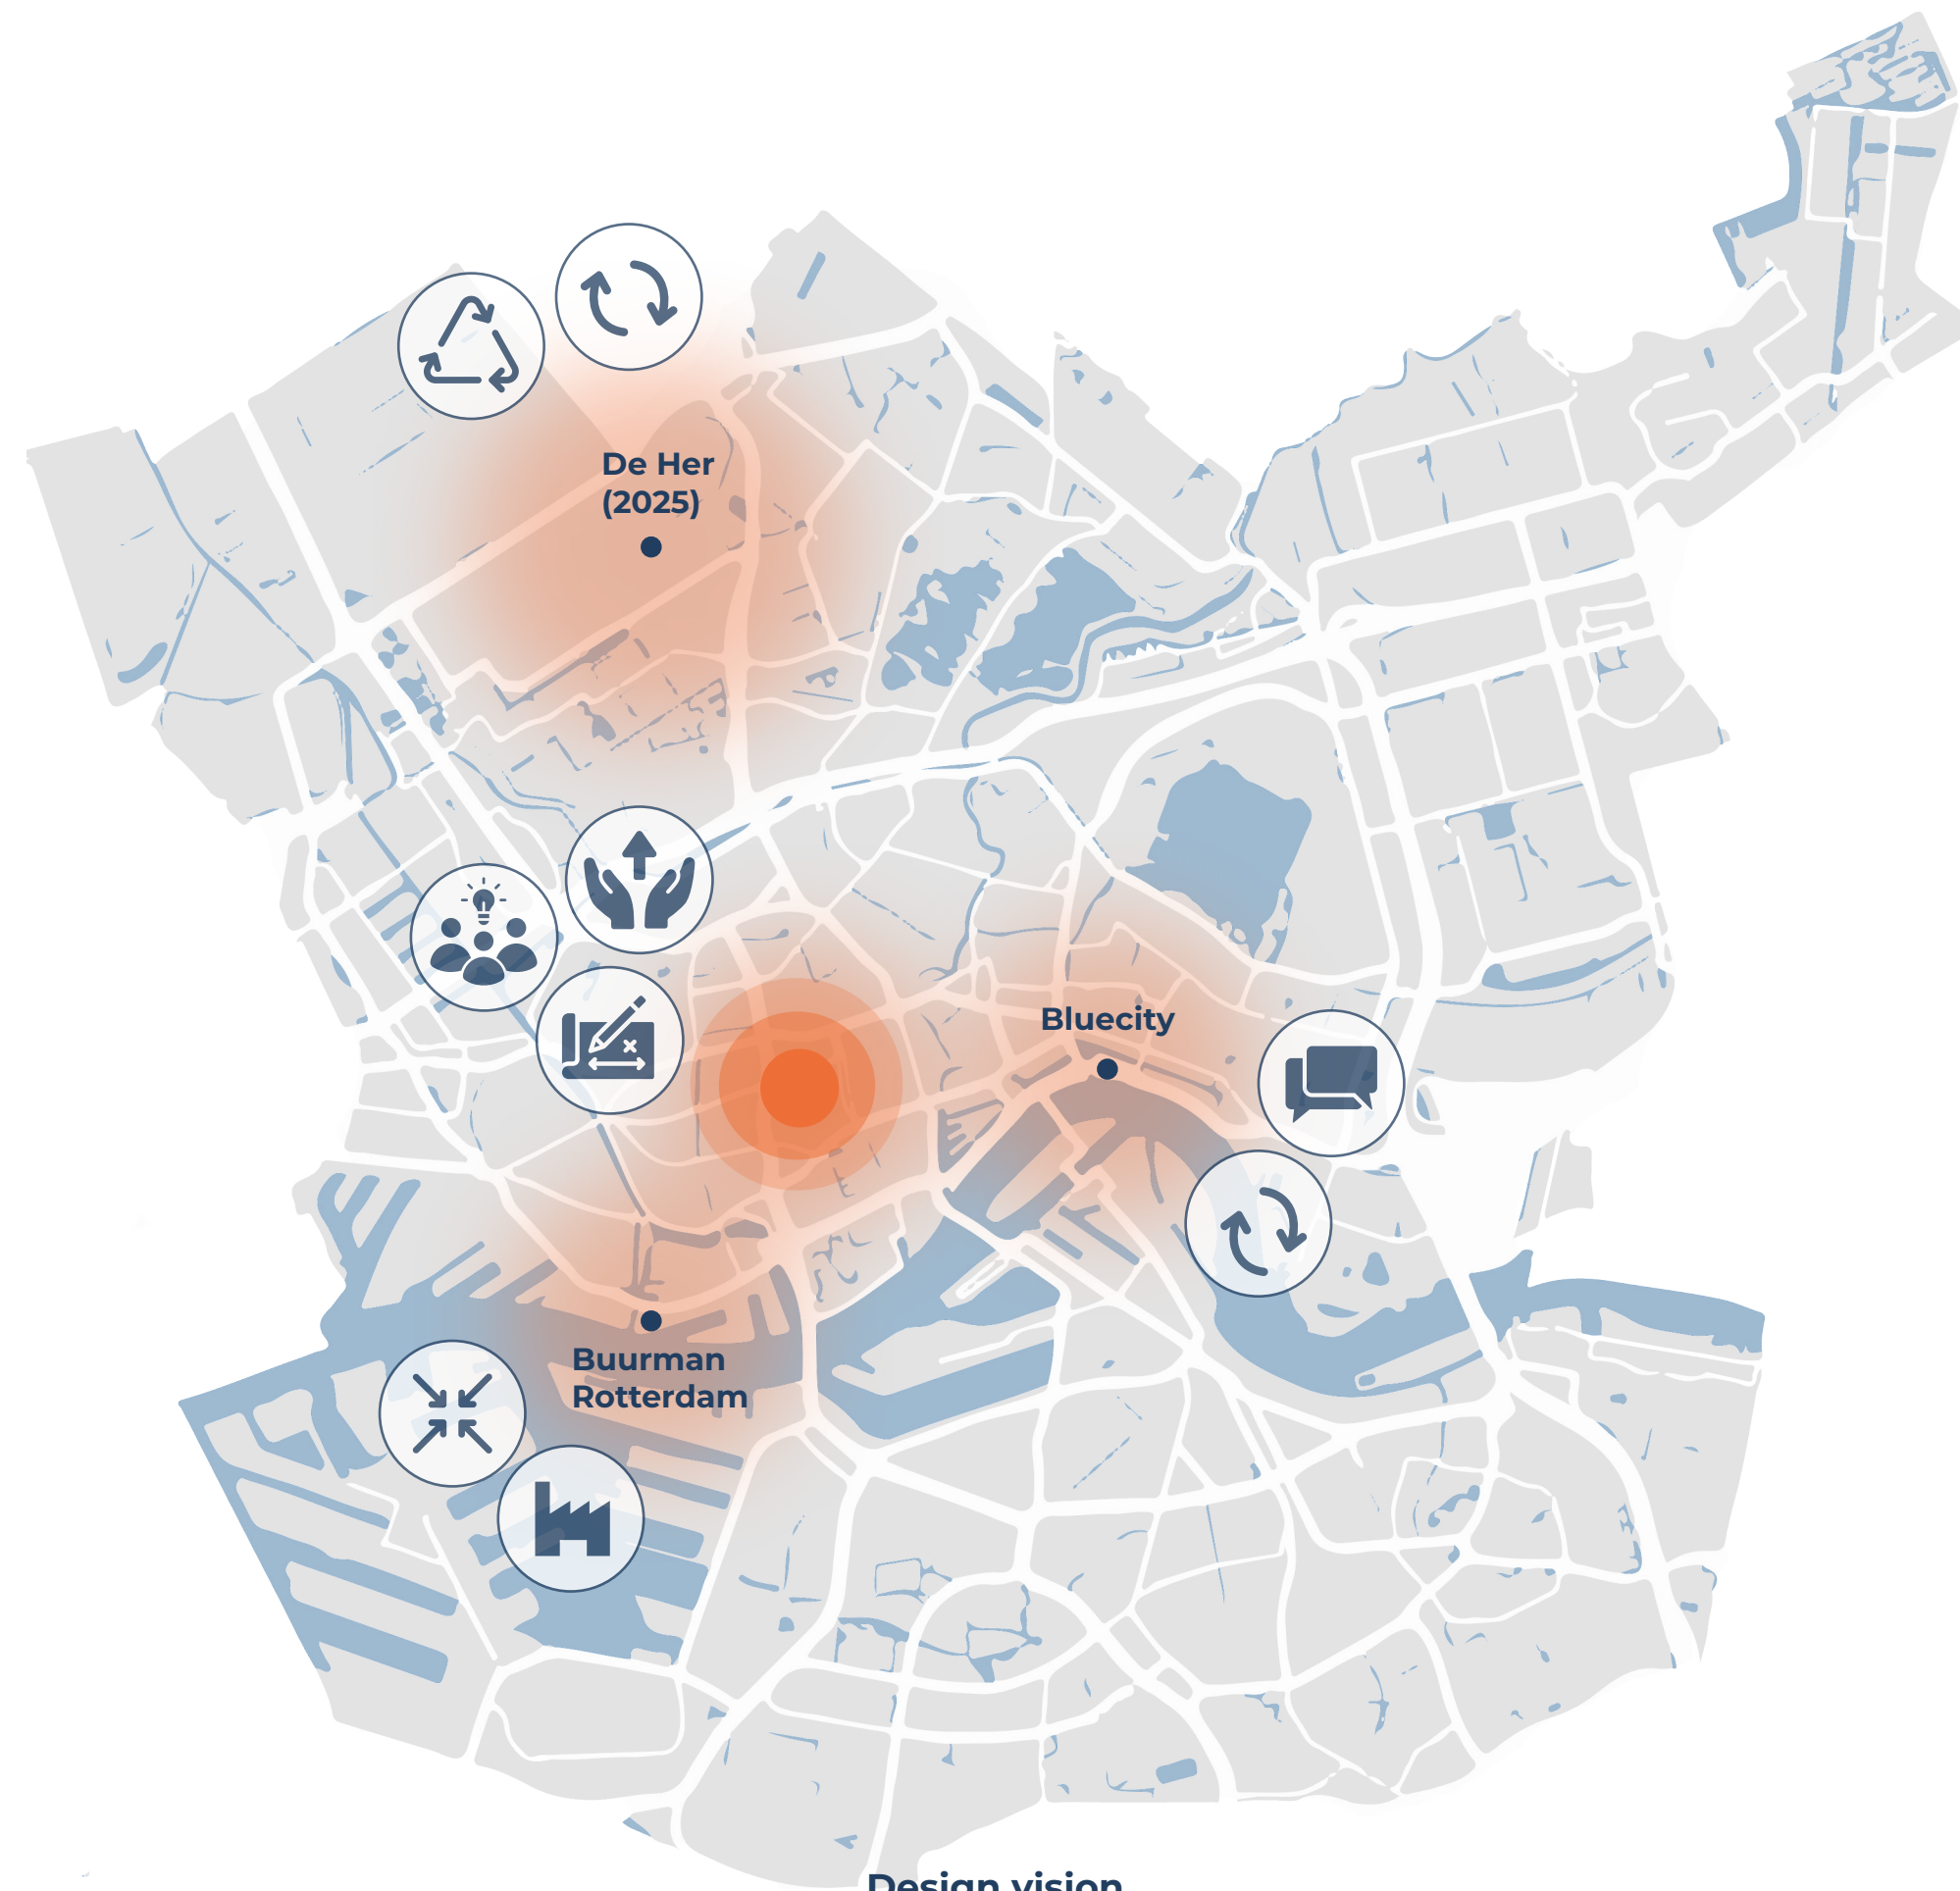 De Her
(2025)
Bluecity
Buurman
Rotterdam
Design vision